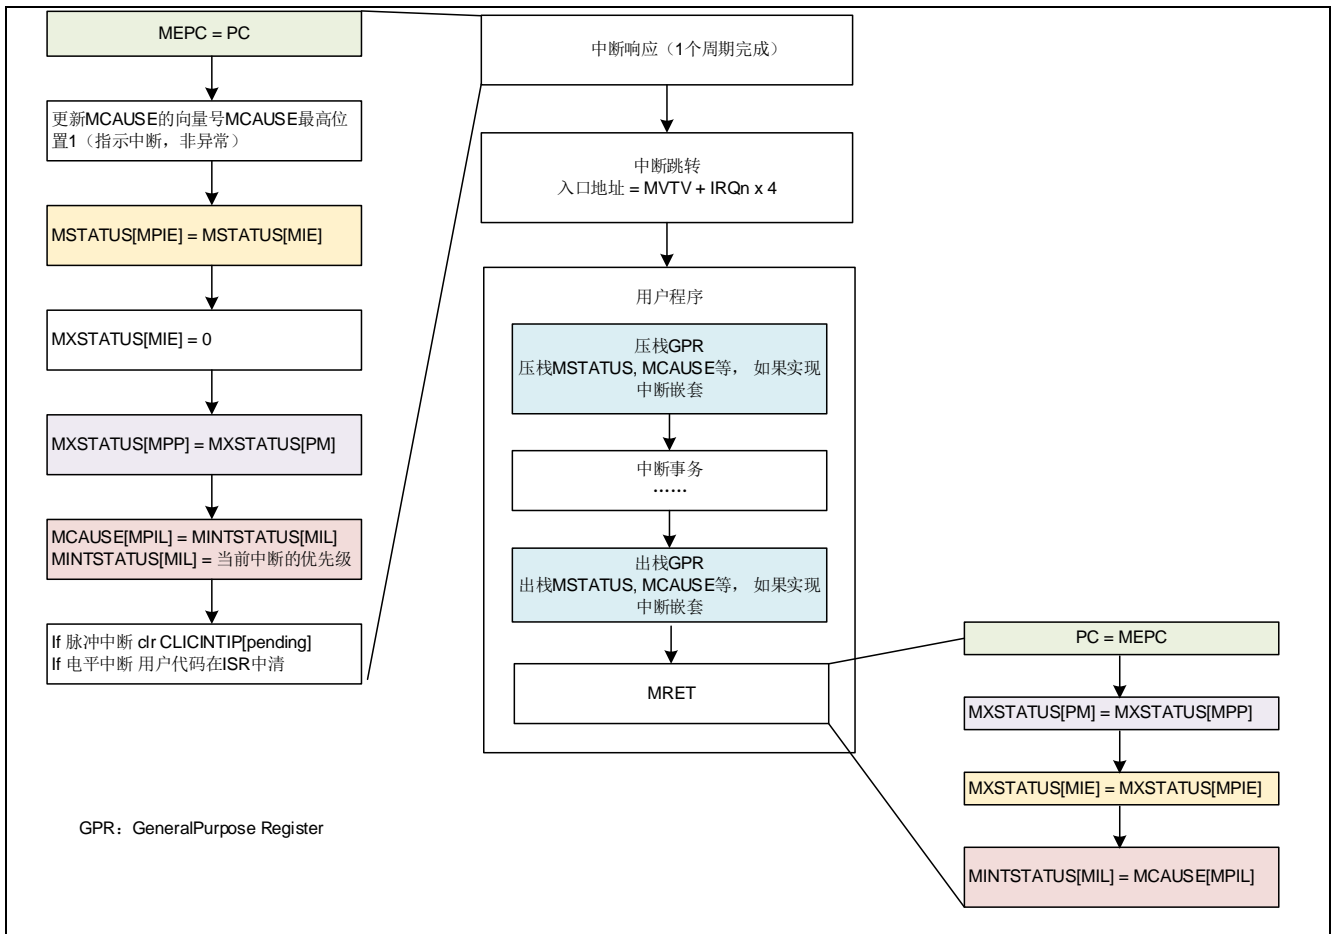 MEPC = PC
更新MCAUSE的向量号MCAUSE最高位
置1（指示中断，非异常）
MSTATUS[MPIE] = MSTATUS[MIE]
MXSTATUS[MIE] = 0
MXSTATUS[MPP] = MXSTATUS[PM]
MCAUSE[MPIL] = MINTSTATUS[MIL]
MINTSTATUS[MIL] = 当前中断的优先级
If 脉冲中断 clr CLICINTIP[pending]
If 电平中断 用户代码在ISR中清
中断响应（1个周期完成）
中断跳转
入口地址 = MVTV + IRQn x 4
用户程序
压栈GPR
压栈MSTATUS, MCAUSE等， 如果实现
中断嵌套
中断事务
……
出栈GPR
出栈MSTATUS, MCAUSE等， 如果实现
中断嵌套
MRET
PC = MEPC
MXSTATUS[PM] = MXSTATUS[MPP]
MXSTATUS[MIE] = MXSTATUS[MPIE]
MINTSTATUS[MIL] = MCAUSE[MPIL]
GPR：GeneralPurpose Register